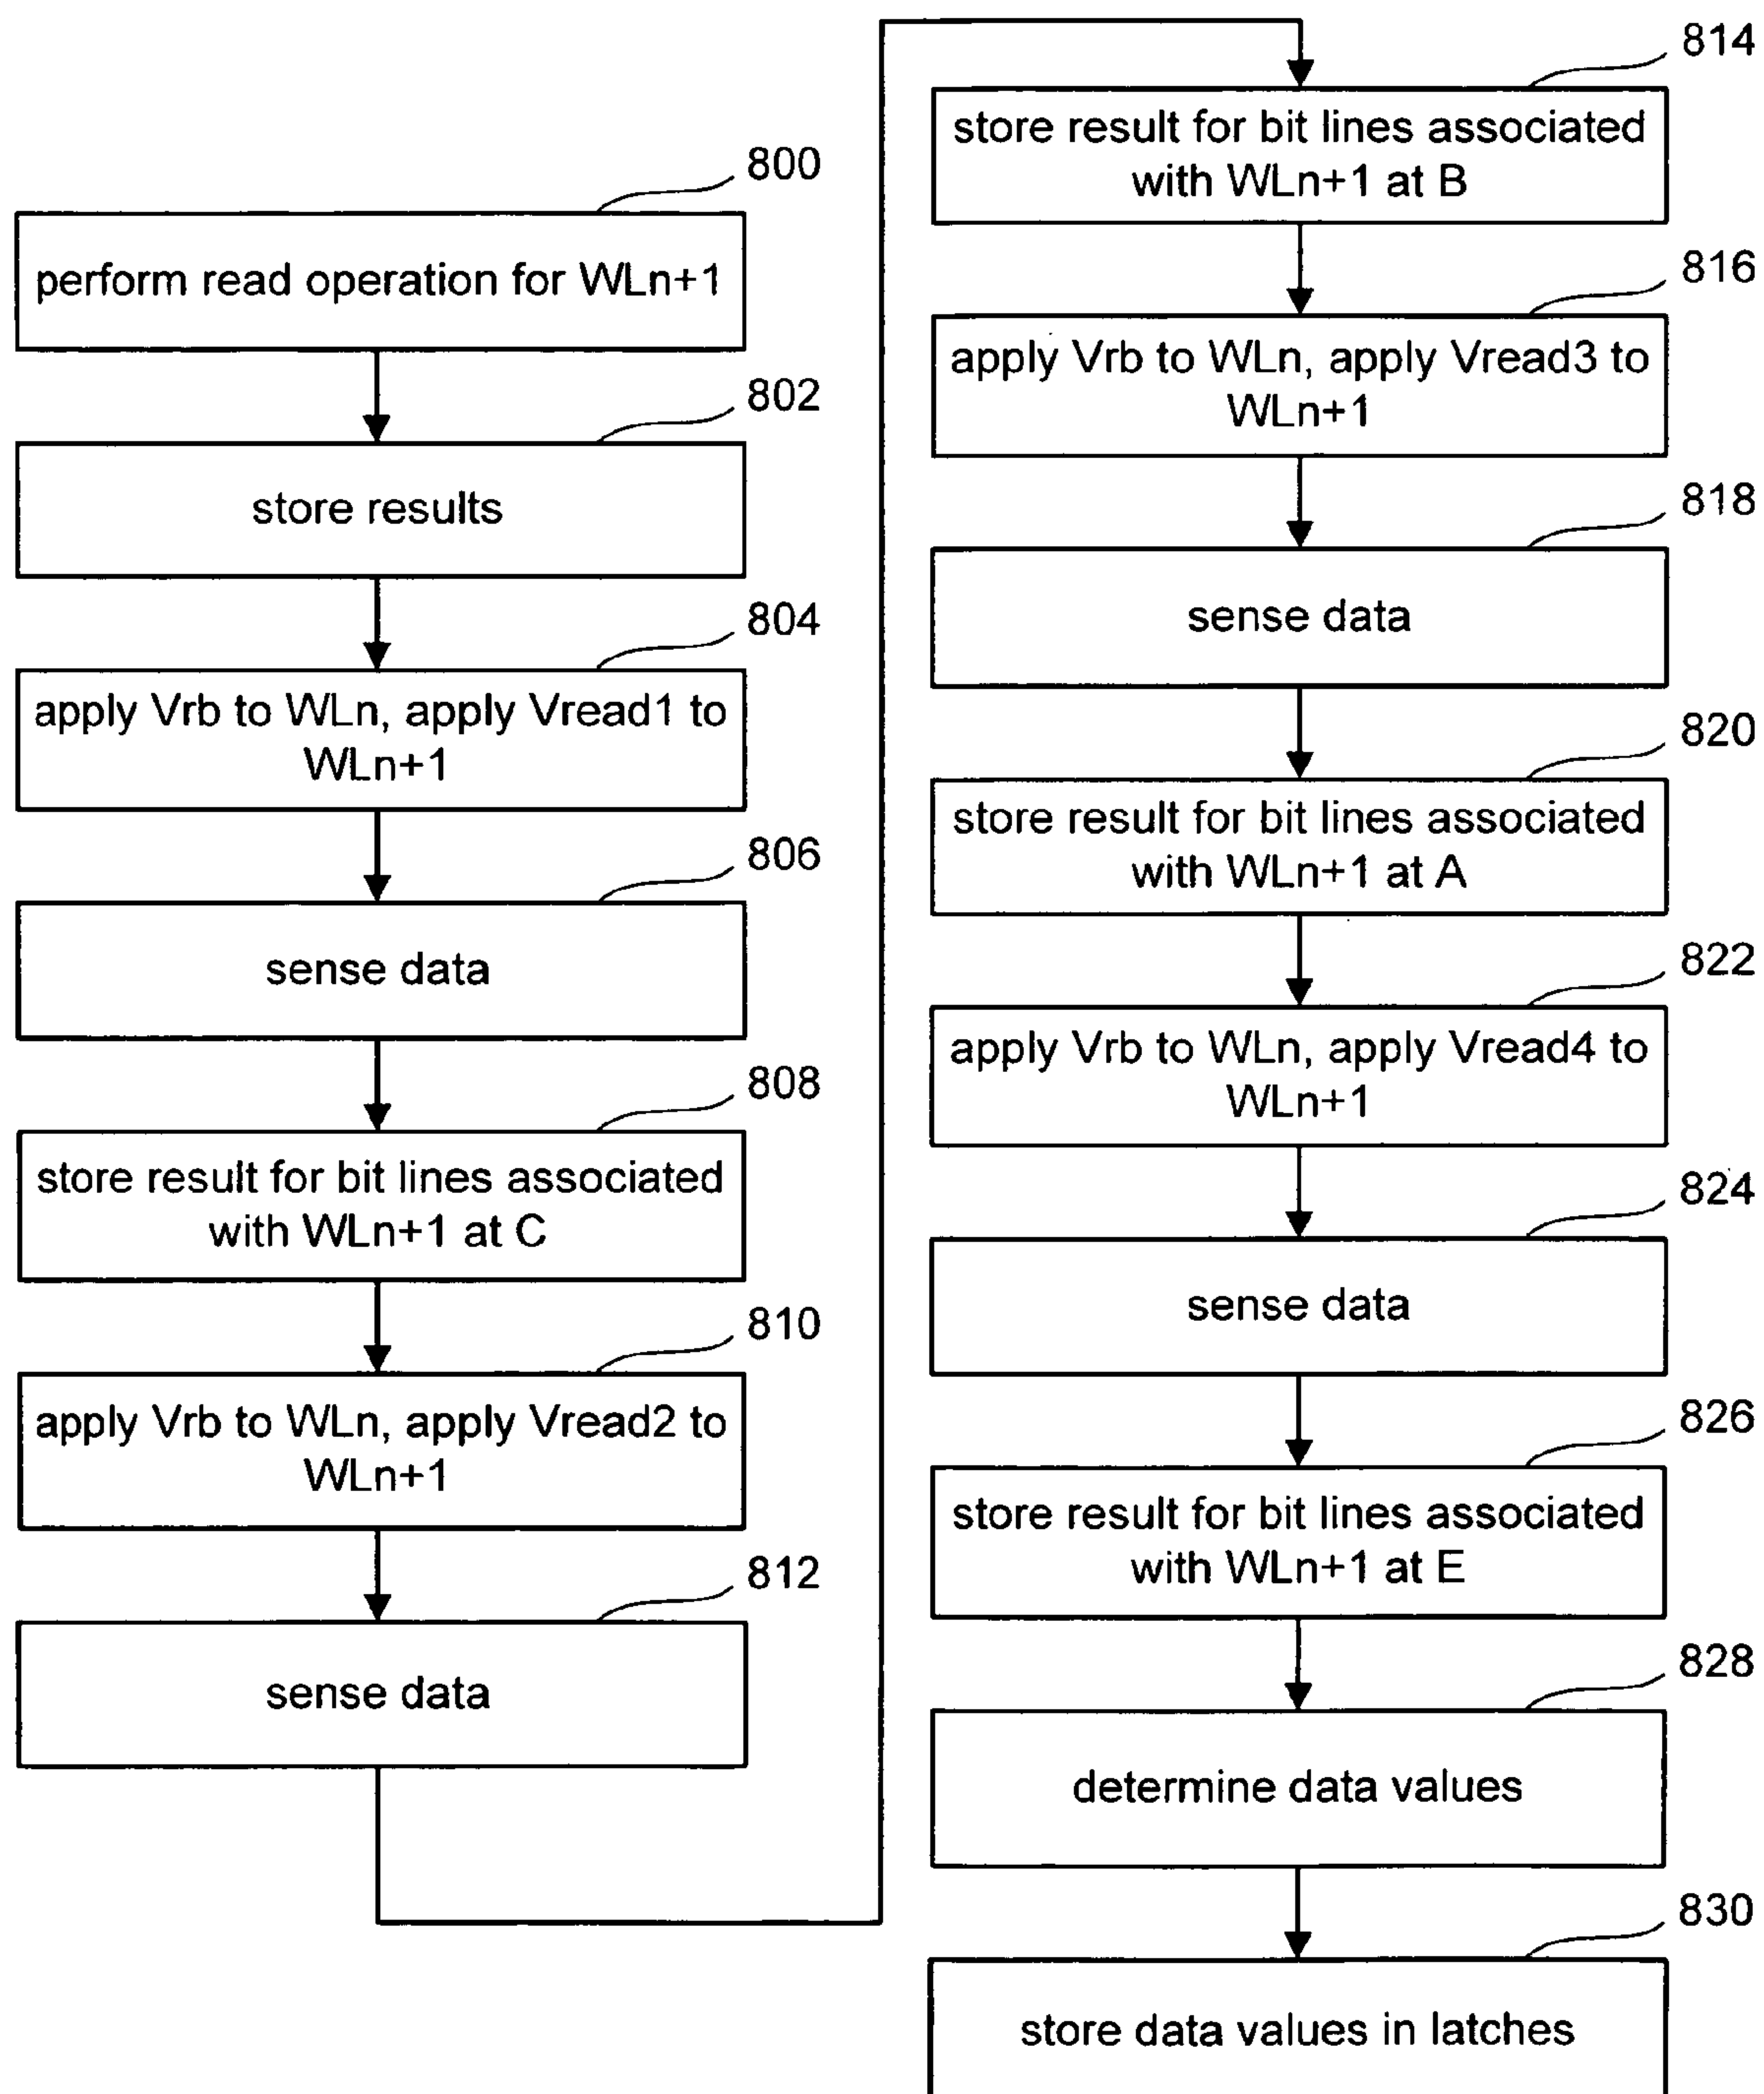 800
perform read operation for WLn+1
802
store results
804
apply Vrb to WLn, apply Vread1 to
WLn+1
806
sense data
808
store result for bit lines associated
with WLn+1 at C
810
apply Vrb to WLn, apply Vread2 to
WLn+1
812
sense data
814
store result for bit lines associated
with WLn+1 at B
816
apply Vrb to WLn, apply Vread3 to
WLn+1
818
sense data
820
store result for bit lines associated
with WLn+1 at A
822
apply Vrb to WLn, apply Vread4 to
WLn+1
824
sense data
826
store result for bit lines associated
with WLn+1 at E
828
determine data values
830
store data values in latches